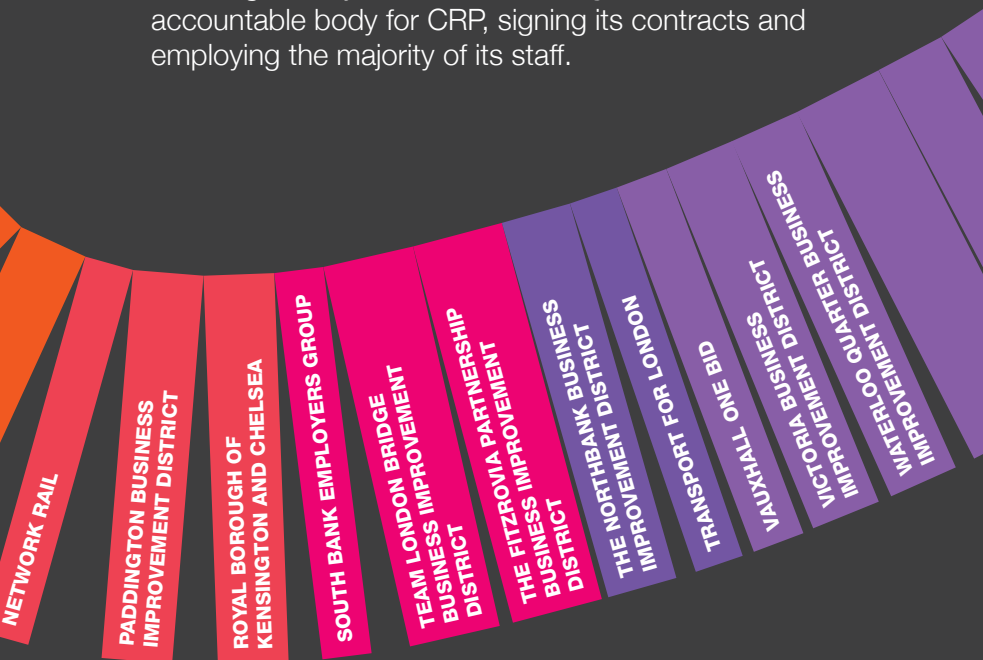 accountable body for CRP, signing its contracts and
employing the majority of its staff.
NETWORK RAIL
PADDINGTON BUSINESS
IMPROVEMENT DISTRICT
ROYAL BOROUGH OF
KENSINGTON AND CHELSEA
SOUTH BANK EMPLOYERS GROUP
TEAM LONDON BRIDGE
BUSINESS IMPROVEMENT
DISTRICT
THE FITZROVIA PARTNERSHIP
BUSINESS IMPROVEMENT
DISTRICT
THE NORTHBANK BUSINESS
IMPROVEMENT DISTRICT
TRANSPORT FOR LONDON
VAUXHALL ONE BID
VICTORIA BUSINESS
IMPROVEMENT DISTRICT
WATERLOO QUARTER BUSINESS
IMPROVEMENT DISTRICT